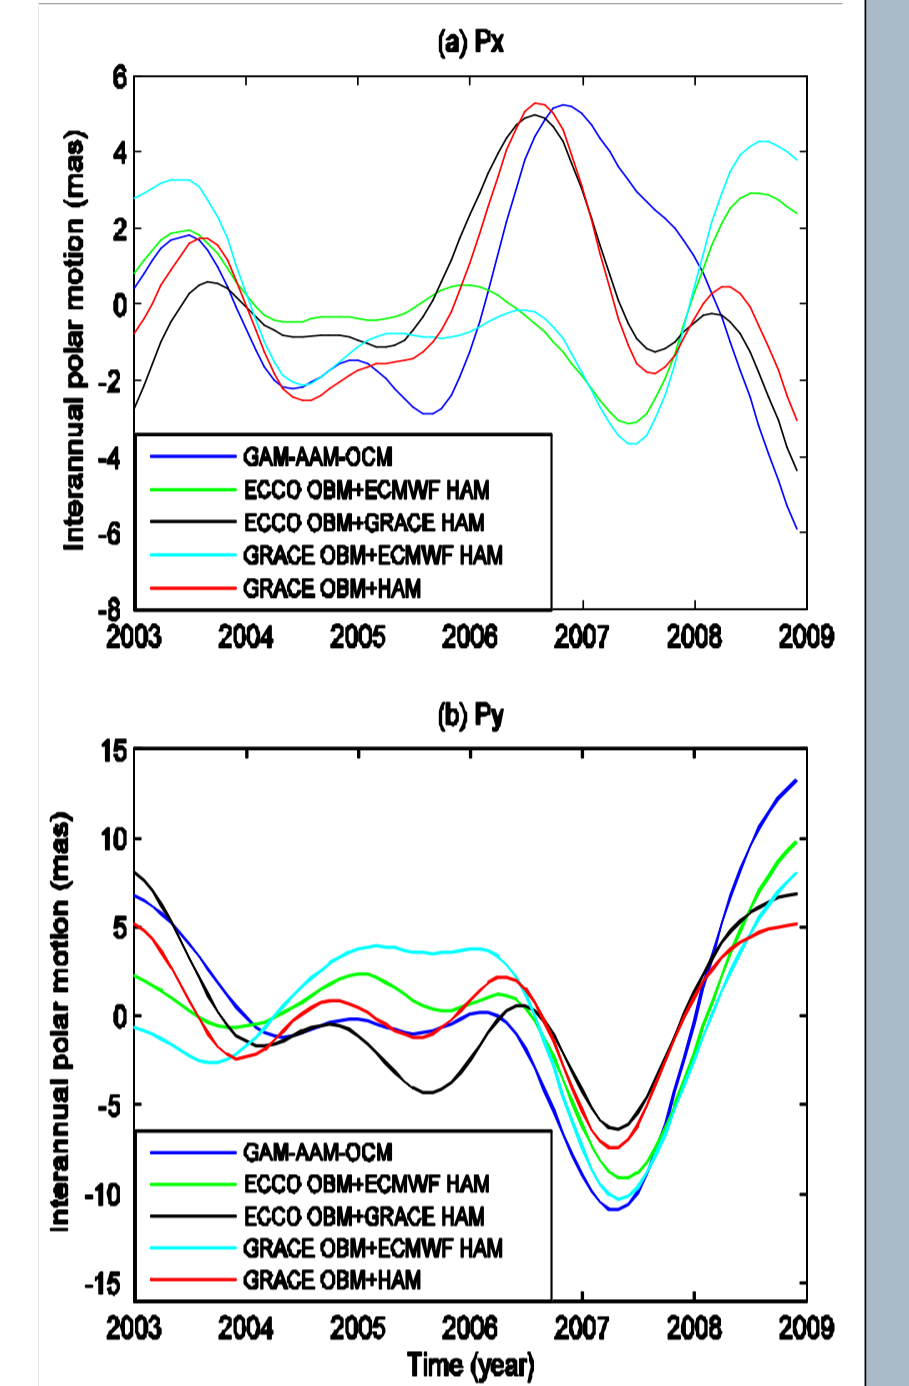 (a) Px
Interannual polar motion (mas)
6
4
2
0
-2
-4
-6
-8
GAM-AAM-OCM
ECCO OBM+ECMWF HAM
ECCO OBM+GRACE HAM
GRACE OBM+ECMWF HAM
GRACE OBM+HAM
2003 2004 2005 2006 2007 2008 2009
(b) Py
Interannual polar motion (mas)
15
10
5
0
-5
-10
-15
GAM-AAM-OCM
ECCO OBM+ECMWF HAM
ECCO OBM+GRACE HAM
GRACE OBM+ECMWF HAM
GRACE OBM+HAM
2003 2004 2005 2006 2007 2008 2009
Time (year)